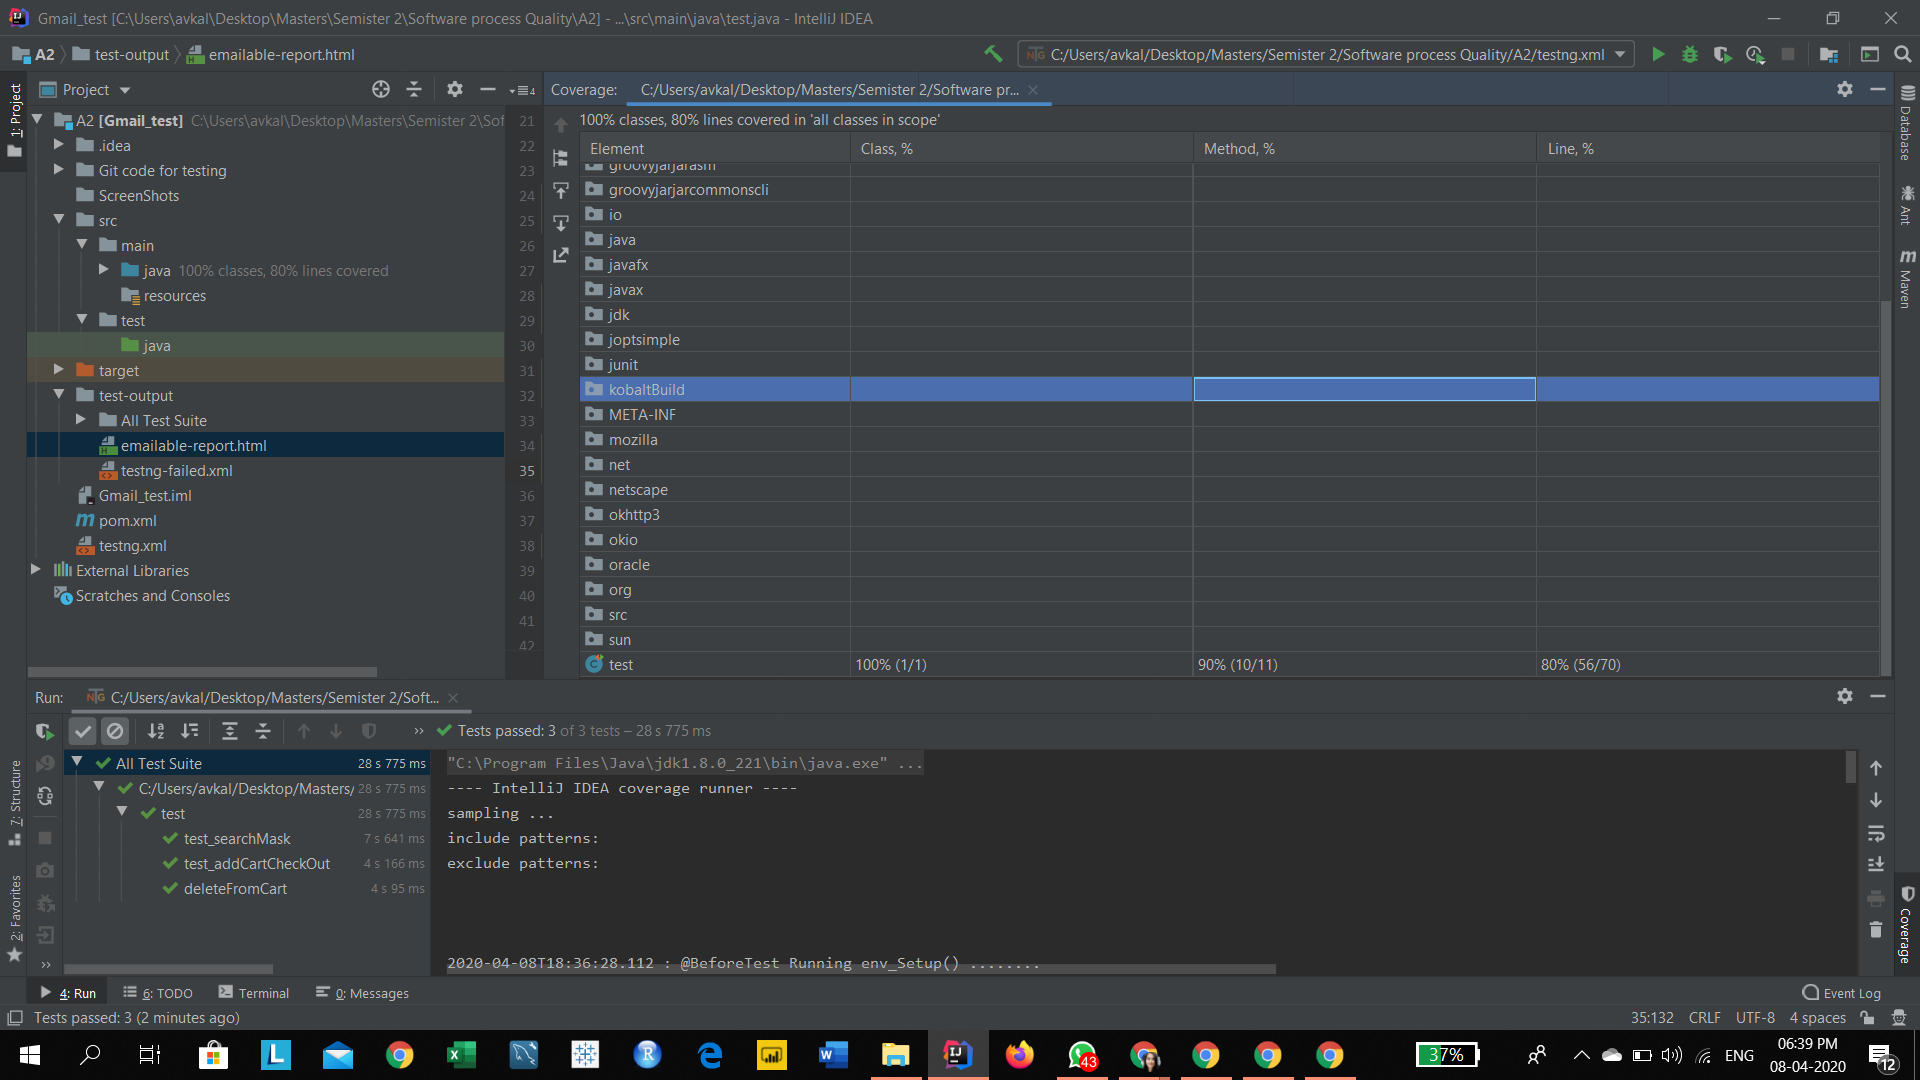 Gmail_test [C:\Users\avkal\Desktop\Masters\Semister 2\Software process Quality\A2] - ...\src\main\java\test.java - IntelliJ IDEA
A2 test-output emailable-report.html
C:/Users/avkal/Desktop/Masters/Semister 2/Software process Quality/A2/testng.xml
Project
Coverage: C:/Users/avkal/Desktop/Masters/Semister 2/Software pr...
1: Project
A2 [Gmail_test] C:\Users\avkal\Desktop\Masters\Semister 2\Sof
.idea
Git code for testing
ScreenShots
src
main
java 100% classes, 80% lines covered
resources
test
java
target
test-output
All Test Suite
emailable-report.html
testng-failed.xml
Gmail_test.iml
pom.xml
testng.xml
External Libraries
Scratches and Consoles
21
22
23
24
25
26
27
28
29
30
31
32
33
34
35
36
37
38
39
40
41
42
100% classes, 80% lines covered in 'all classes in scope'
Element Class, % Method, % Line, %
groovyjarjarasm
groovyjarjarcommonscli
io
java
javafx
javax
jdk
joptsimple
junit
kobaltBuild
META-INF
mozilla
net
netscape
okhttp3
okio
oracle
org
src
sun
test 100% (1/1) 90% (10/11) 80% (56/70)
Database
Ant
Maven
Run: C:/Users/avkal/Desktop/Masters/Semister 2/Soft...
Tests passed: 3 of 3 tests – 28 s 775 ms
All Test Suite 28 s 775 ms
C:/Users/avkal/Desktop/Masters/ 28 s 775 ms
test 28 s 775 ms
test_searchMask 7 s 641 ms
test_addCartCheckOut 4 s 166 ms
deleteFromCart 4 s 95 ms
"C:\Program Files\Java\jdk1.8.0_221\bin\java.exe" ...
---- IntelliJ IDEA coverage runner ----
sampling ...
include patterns:
exclude patterns:
2020-04-08T18:36:28.112 : @BeforeTest Running env_Setup() ........
7: Structure
2: Favorites
Coverage
4: Run 6: TODO Terminal 0: Messages Event Log
Tests passed: 3 (2 minutes ago) 35:132 CRLF UTF-8 4 spaces
43
37%
ENG
06:39 PM
08-04-2020
12